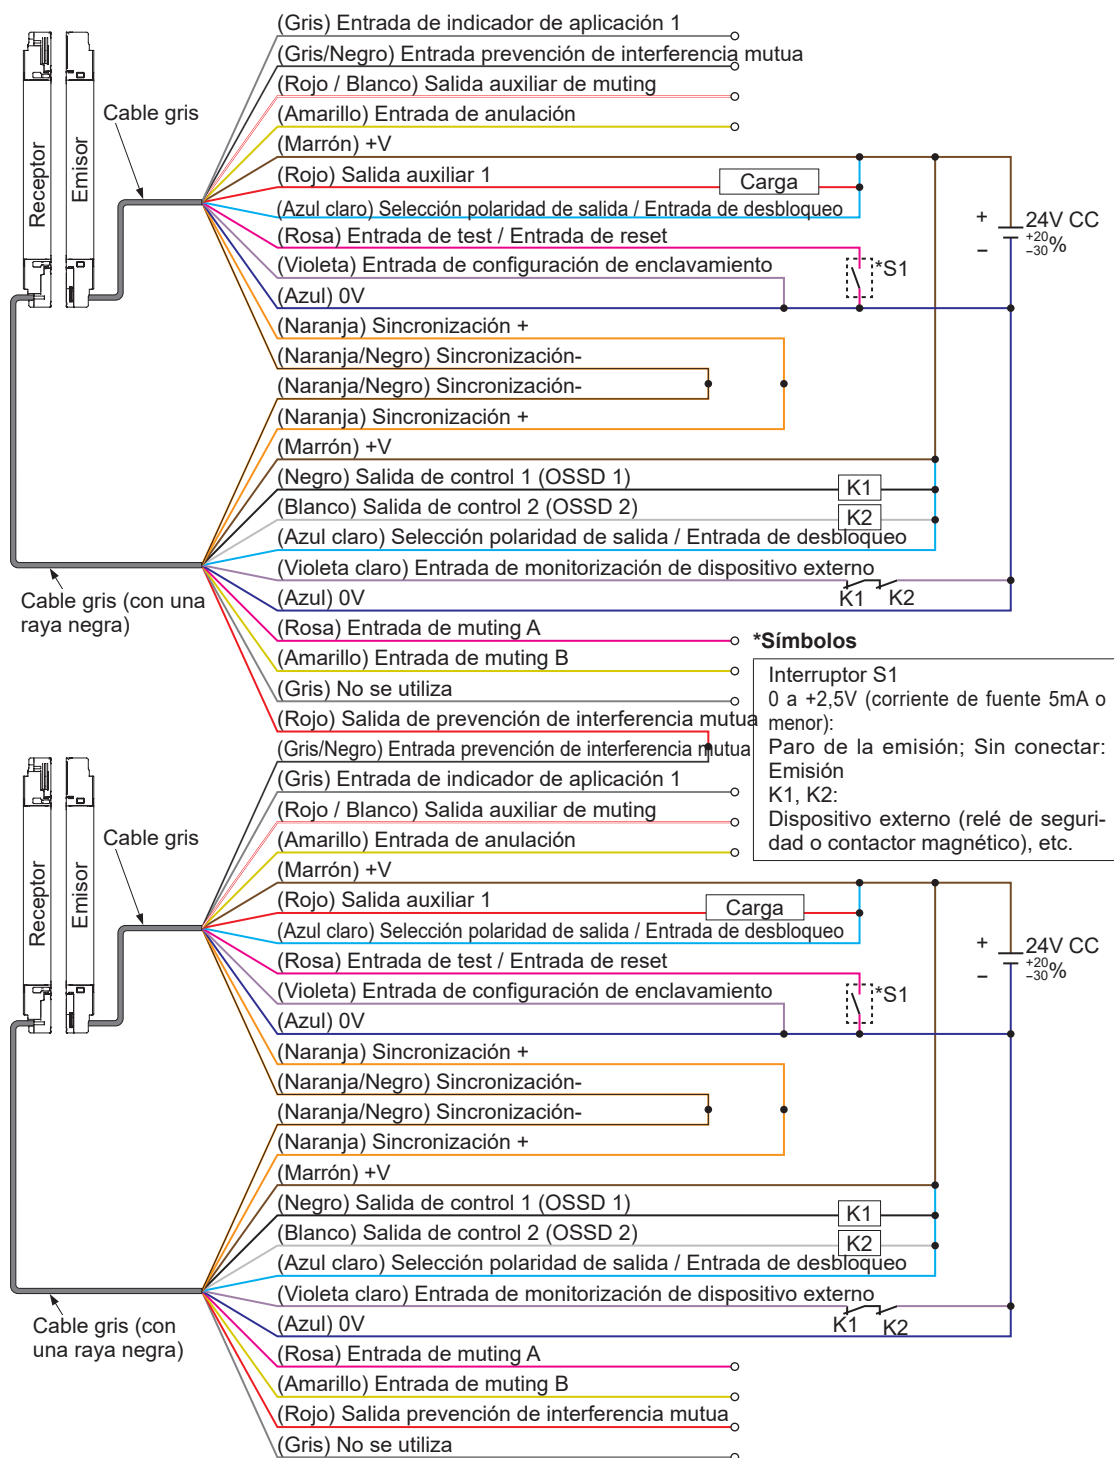 (Gris) Entrada de indicador de aplicación 1
(Gris/Negro) Entrada prevención de interferencia mutua
(Rojo / Blanco) Salida auxiliar de muting
(Amarillo) Entrada de anulación
(Marrón) +V
(Rojo) Salida auxiliar 1
Carga
(Azul claro) Selección polaridad de salida / Entrada de desbloqueo
(Rosa) Entrada de test / Entrada de reset
(Violeta) Entrada de configuración de enclavamiento
*S1
(Azul) 0V
+
–
24V CC
+20
–30 %
Cable gris
Receptor
Emisor
(Naranja) Sincronización +
(Naranja/Negro) Sincronización-
(Naranja/Negro) Sincronización-
(Naranja) Sincronización +
(Marrón) +V
(Negro) Salida de control 1 (OSSD 1)
K1
(Blanco) Salida de control 2 (OSSD 2)
K2
(Azul claro) Selección polaridad de salida / Entrada de desbloqueo
(Violeta claro) Entrada de monitorización de dispositivo externo
K1
K2
(Azul) 0V
Cable gris (con una
raya negra)
(Rosa) Entrada de muting A
(Amarillo) Entrada de muting B
(Gris) No se utiliza
(Rojo) Salida de prevención de interferencia mutua
*Símbolos
Interruptor S1
0 a +2,5V (corriente de fuente 5mA o
menor):
Paro de la emisión; Sin conectar:
Emisión
K1, K2:
Dispositivo externo (relé de seguri-
dad o contactor magnético), etc.
(Gris/Negro) Entrada prevención de interferencia mutua
(Gris) Entrada de indicador de aplicación 1
(Rojo / Blanco) Salida auxiliar de muting
(Amarillo) Entrada de anulación
(Marrón) +V
(Rojo) Salida auxiliar 1
Carga
(Azul claro) Selección polaridad de salida / Entrada de desbloqueo
(Rosa) Entrada de test / Entrada de reset
(Violeta) Entrada de configuración de enclavamiento
*S1
(Azul) 0V
+
–
24V CC
+20
–30 %
Cable gris
Receptor
Emisor
(Naranja) Sincronización +
(Naranja/Negro) Sincronización-
(Naranja/Negro) Sincronización-
(Naranja) Sincronización +
(Marrón) +V
(Negro) Salida de control 1 (OSSD 1)
K1
(Blanco) Salida de control 2 (OSSD 2)
K2
(Azul claro) Selección polaridad de salida / Entrada de desbloqueo
(Violeta claro) Entrada de monitorización de dispositivo externo
K1
K2
(Azul) 0V
Cable gris (con
una raya negra)
(Rosa) Entrada de muting A
(Amarillo) Entrada de muting B
(Rojo) Salida prevención de interferencia mutua
(Gris) No se utiliza